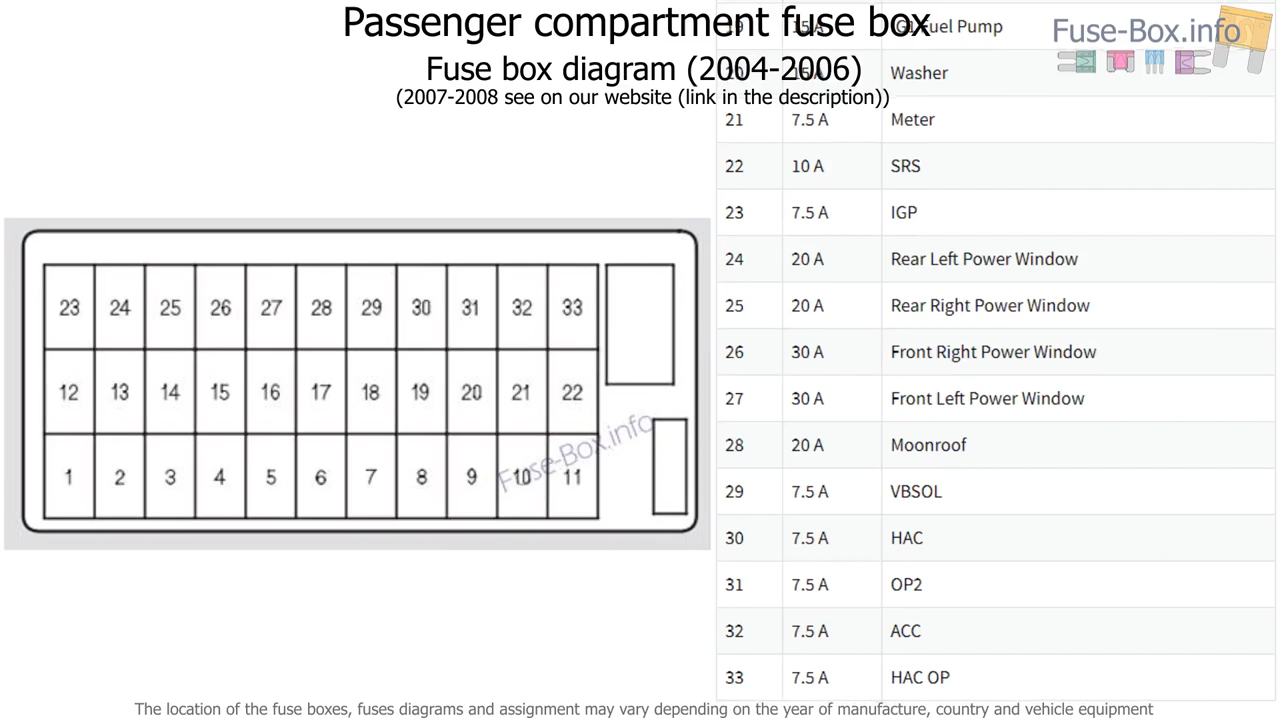 Passenger compartment fuse box
Fuse box diagram (2004-2006)
(2007-2008 see on our website (link in the description))
Fuse-Box.info
19 15 A IG1 Fuel Pump
20 15 A Washer
21 7.5 A Meter
22 10 A SRS
23 7.5 A IGP
24 20 A Rear Left Power Window
25 20 A Rear Right Power Window
26 30 A Front Right Power Window
27 30 A Front Left Power Window
28 20 A Moonroof
29 7.5 A VBSOL
30 7.5 A HAC
31 7.5 A OP2
32 7.5 A ACC
33 7.5 A HAC OP
23 24 25 26 27 28 29 30 31 32 33
12 13 14 15 16 17 18 19 20 21 22
1 2 3 4 5 6 7 8 9 10 11
Fuse-Box.info
The location of the fuse boxes, fuses diagrams and assignment may vary depending on the year of manufacture, country and vehicle equipment